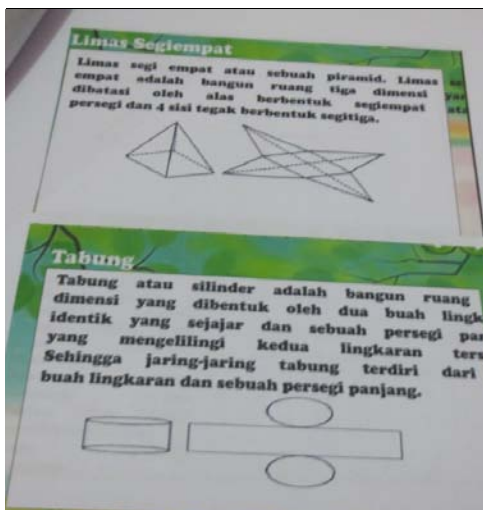 Limas Segiempat
Limas segi empat atau sebuah piramid. Limas
empat adalah bangun ruang tiga dimensi
dibatasi oleh alas berbentuk segiempat
persegi dan 4 sisi tegak berbentuk segitiga.
Tabung
Tabung atau silinder adalah bangun ruang
dimensi yang dibentuk oleh dua buah lingk
identik yang sejajar dan sebuah persegi pa
yang mengelilingi kedua lingkaran ters
Sehingga jaring-jaring tabung terdiri dari
buah lingkaran dan sebuah persegi panjang.